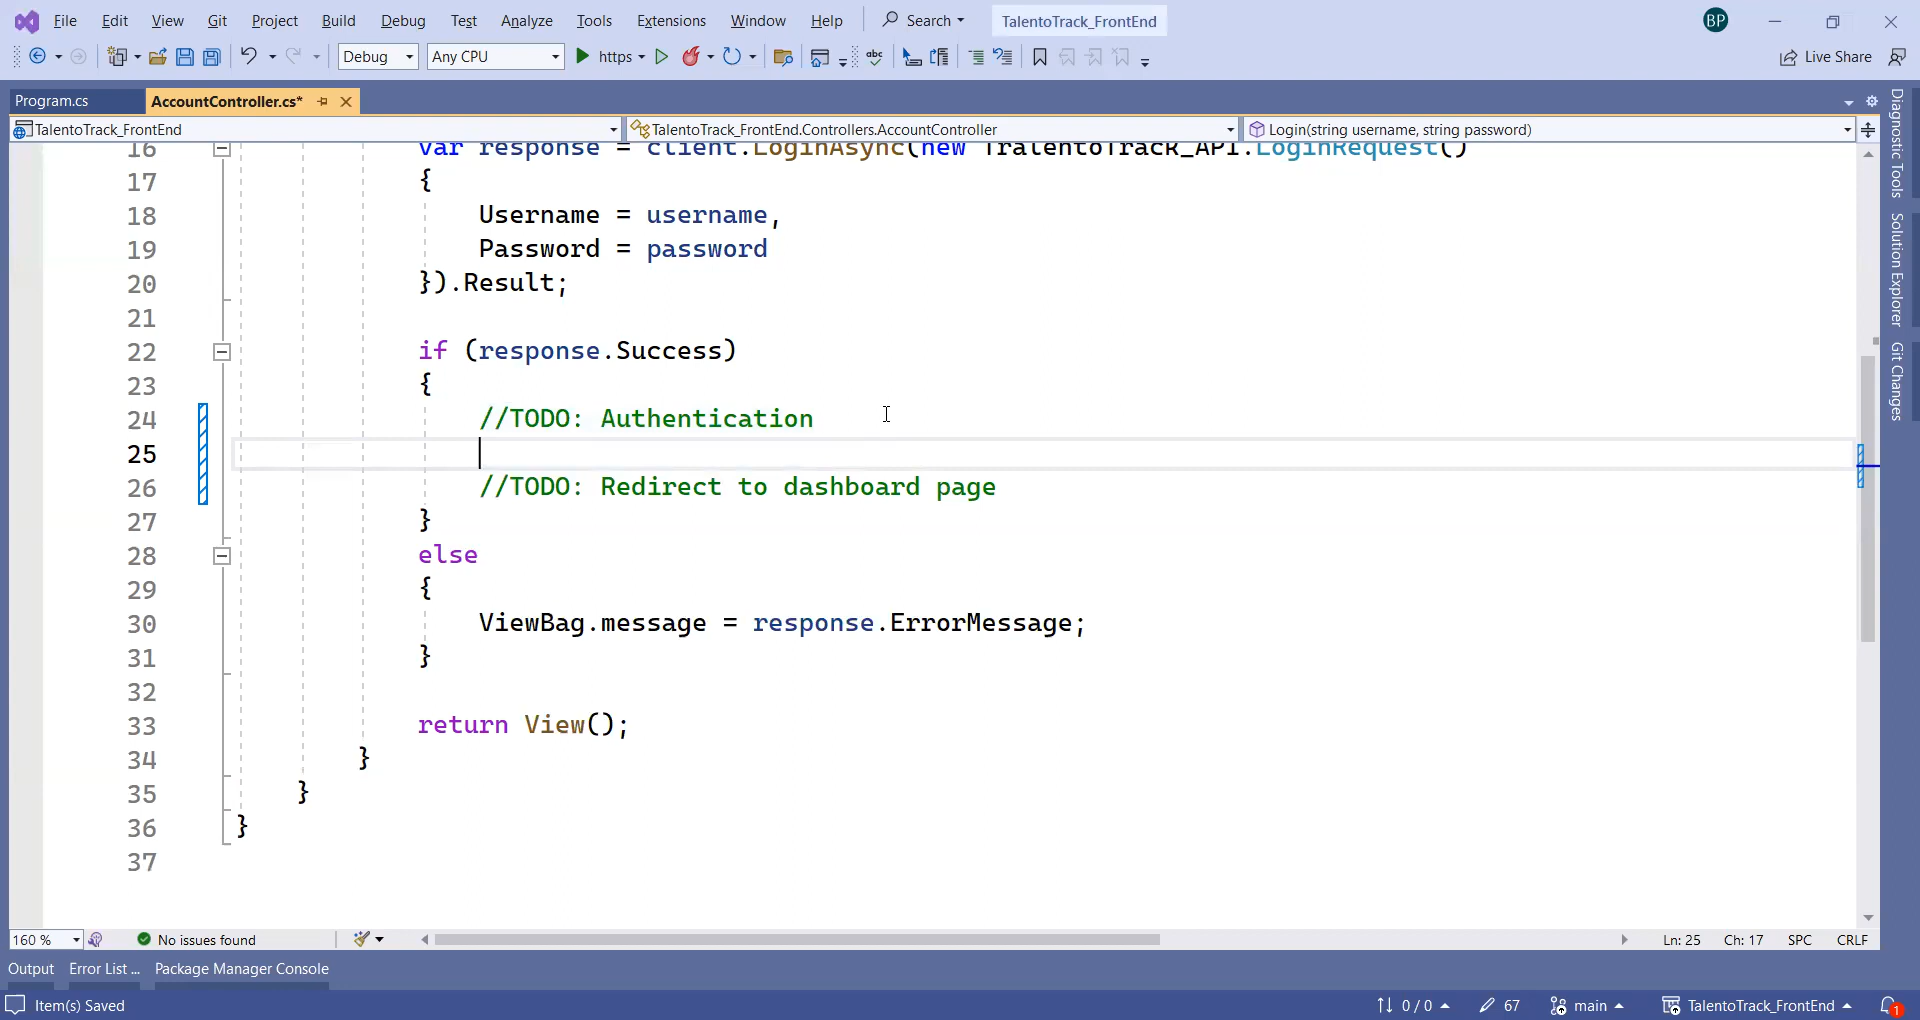 File Edit View Git Project Build Debug Test Analyze Tools Extensions Window Help Search TalentoTrack_FrontEnd BP
Debug Any CPU https Live Share
Program.cs AccountController.cs*
TalentoTrack_FrontEnd TalentoTrack_FrontEnd.Controllers.AccountController Login(string username, string password)
16 var response = client.LoginAsync(new TralentoTrack_API.LoginRequest()
17 {
18 Username = username,
19 Password = password
20 }).Result;
21
22 if (response.Success)
23 {
24 //TODO: Authentication
25
26 //TODO: Redirect to dashboard page
27 }
28 else
29 {
30 ViewBag.message = response.ErrorMessage;
31 }
32
33 return View();
34 }
35 }
36 }
37
Diagnostic Tools
Solution Explorer
Git Changes
160 % No issues found Ln: 25 Ch: 17 SPC CRLF
Output Error List ... Package Manager Console
Item(s) Saved 0 / 0 67 main TalentoTrack_FrontEnd 1